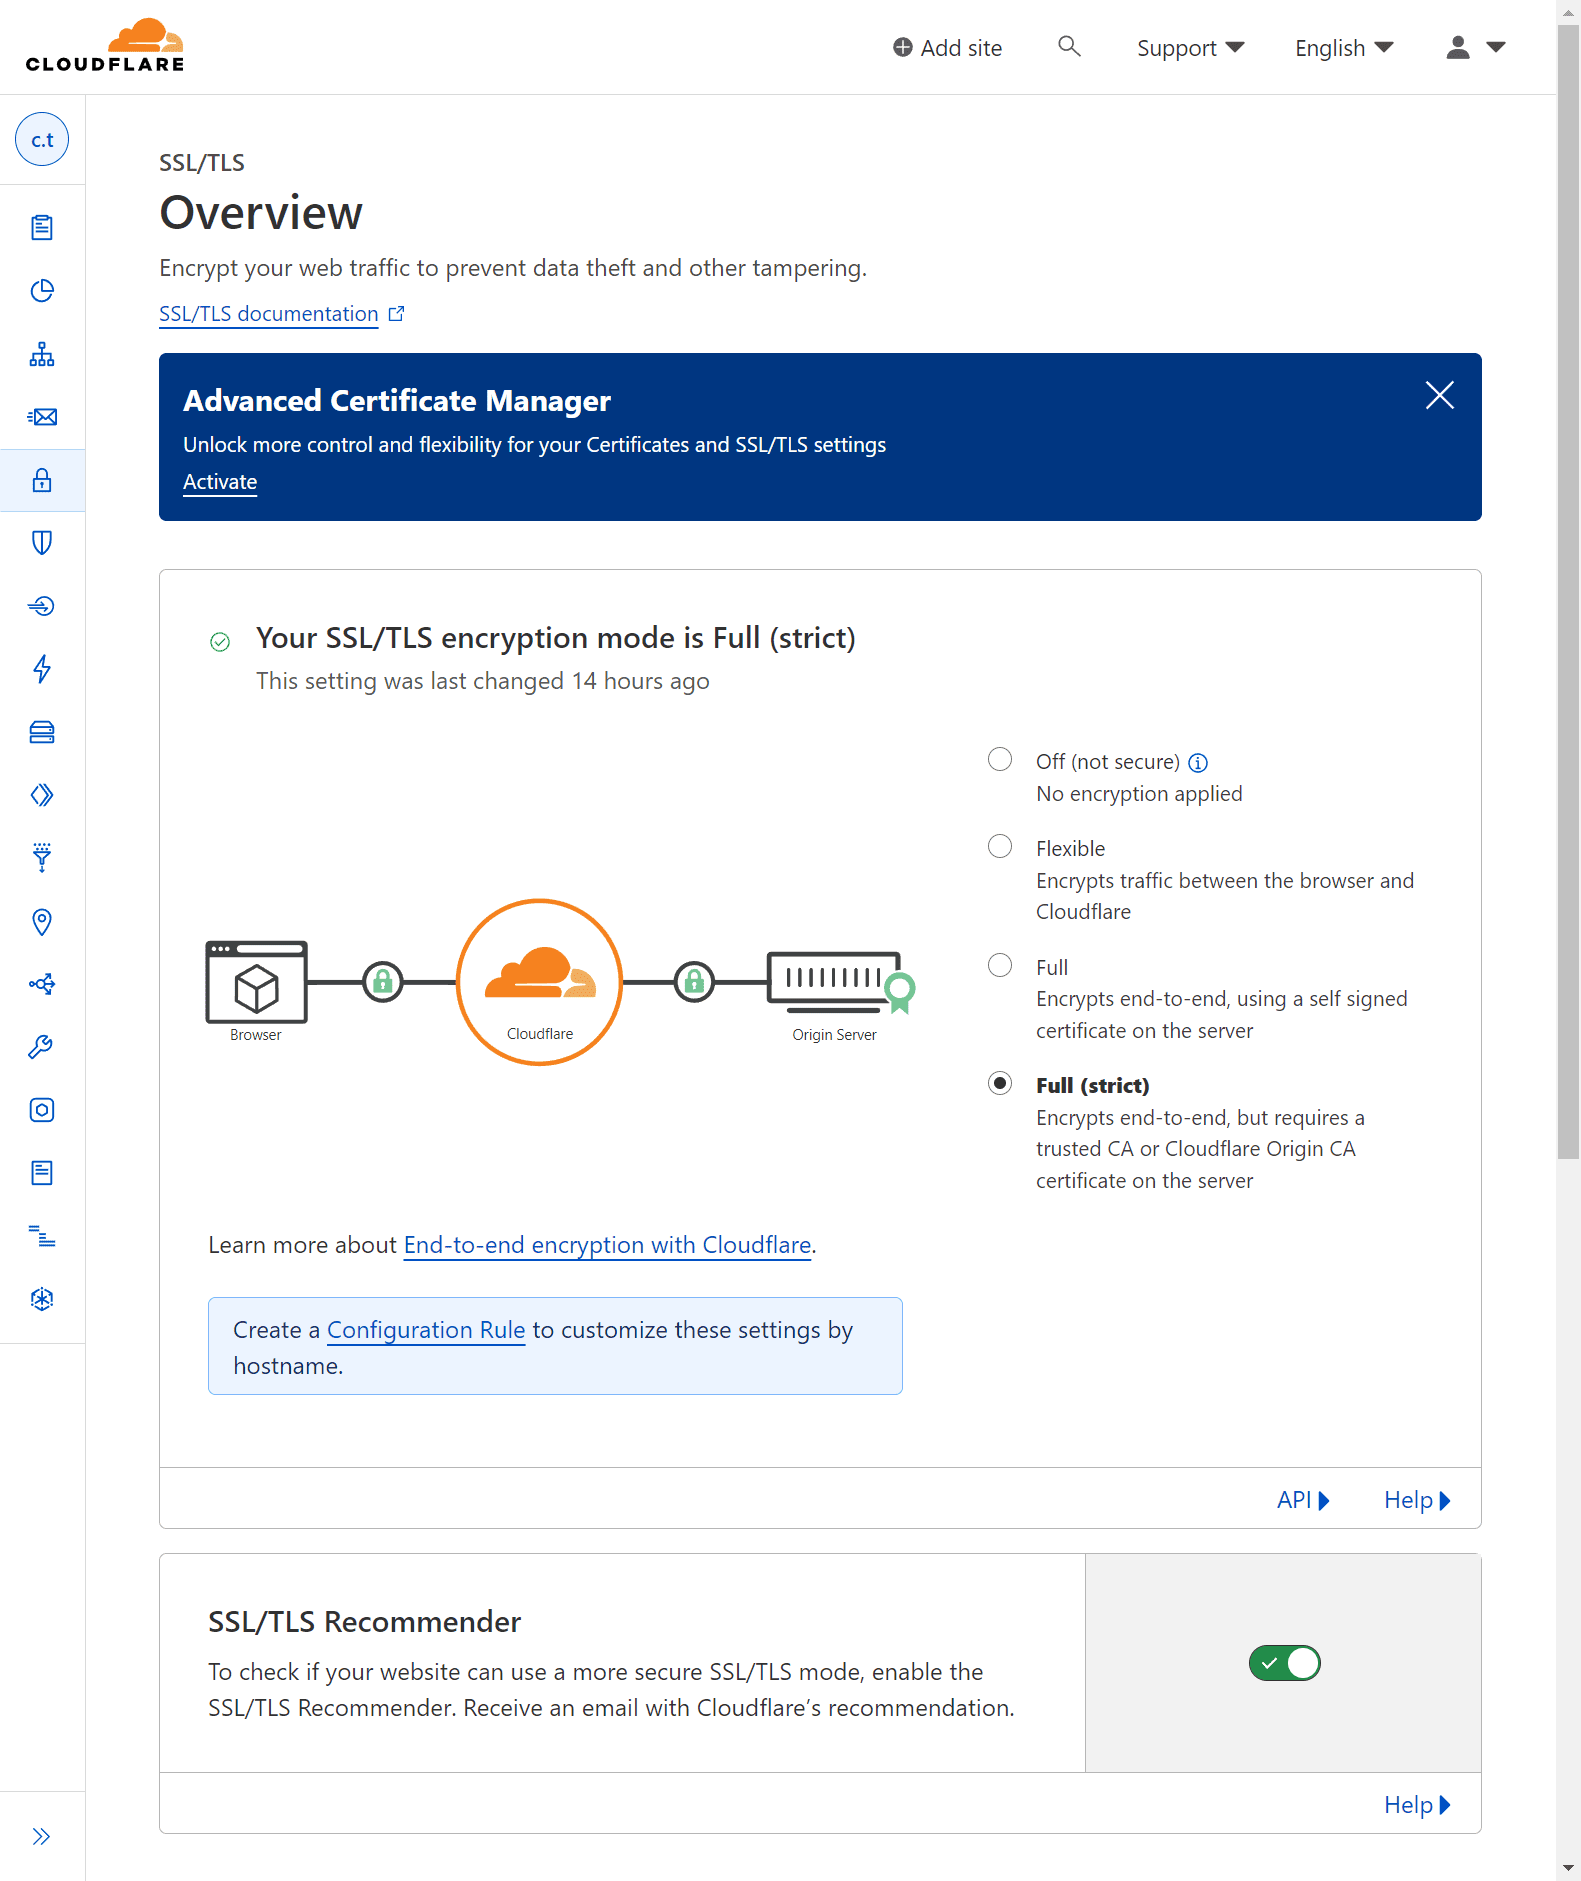 CLOUDFLARE
Add site
Support
English
c.t
SSL/TLS
Overview
Encrypt your web traffic to prevent data theft and other tampering.
SSL/TLS documentation
Advanced Certificate Manager
Unlock more control and flexibility for your Certificates and SSL/TLS settings
Activate
Your SSL/TLS encryption mode is Full (strict)
This setting was last changed 14 hours ago
Browser
Cloudflare
Origin Server
Off (not secure)
No encryption applied
Flexible
Encrypts traffic between the browser and
Cloudflare
Full
Encrypts end-to-end, using a self signed
certificate on the server
Full (strict)
Encrypts end-to-end, but requires a
trusted CA or Cloudflare Origin CA
certificate on the server
Learn more about End-to-end encryption with Cloudflare.
Create a Configuration Rule to customize these settings by
hostname.
API
Help
SSL/TLS Recommender
To check if your website can use a more secure SSL/TLS mode, enable the
SSL/TLS Recommender. Receive an email with Cloudflare’s recommendation.
Help